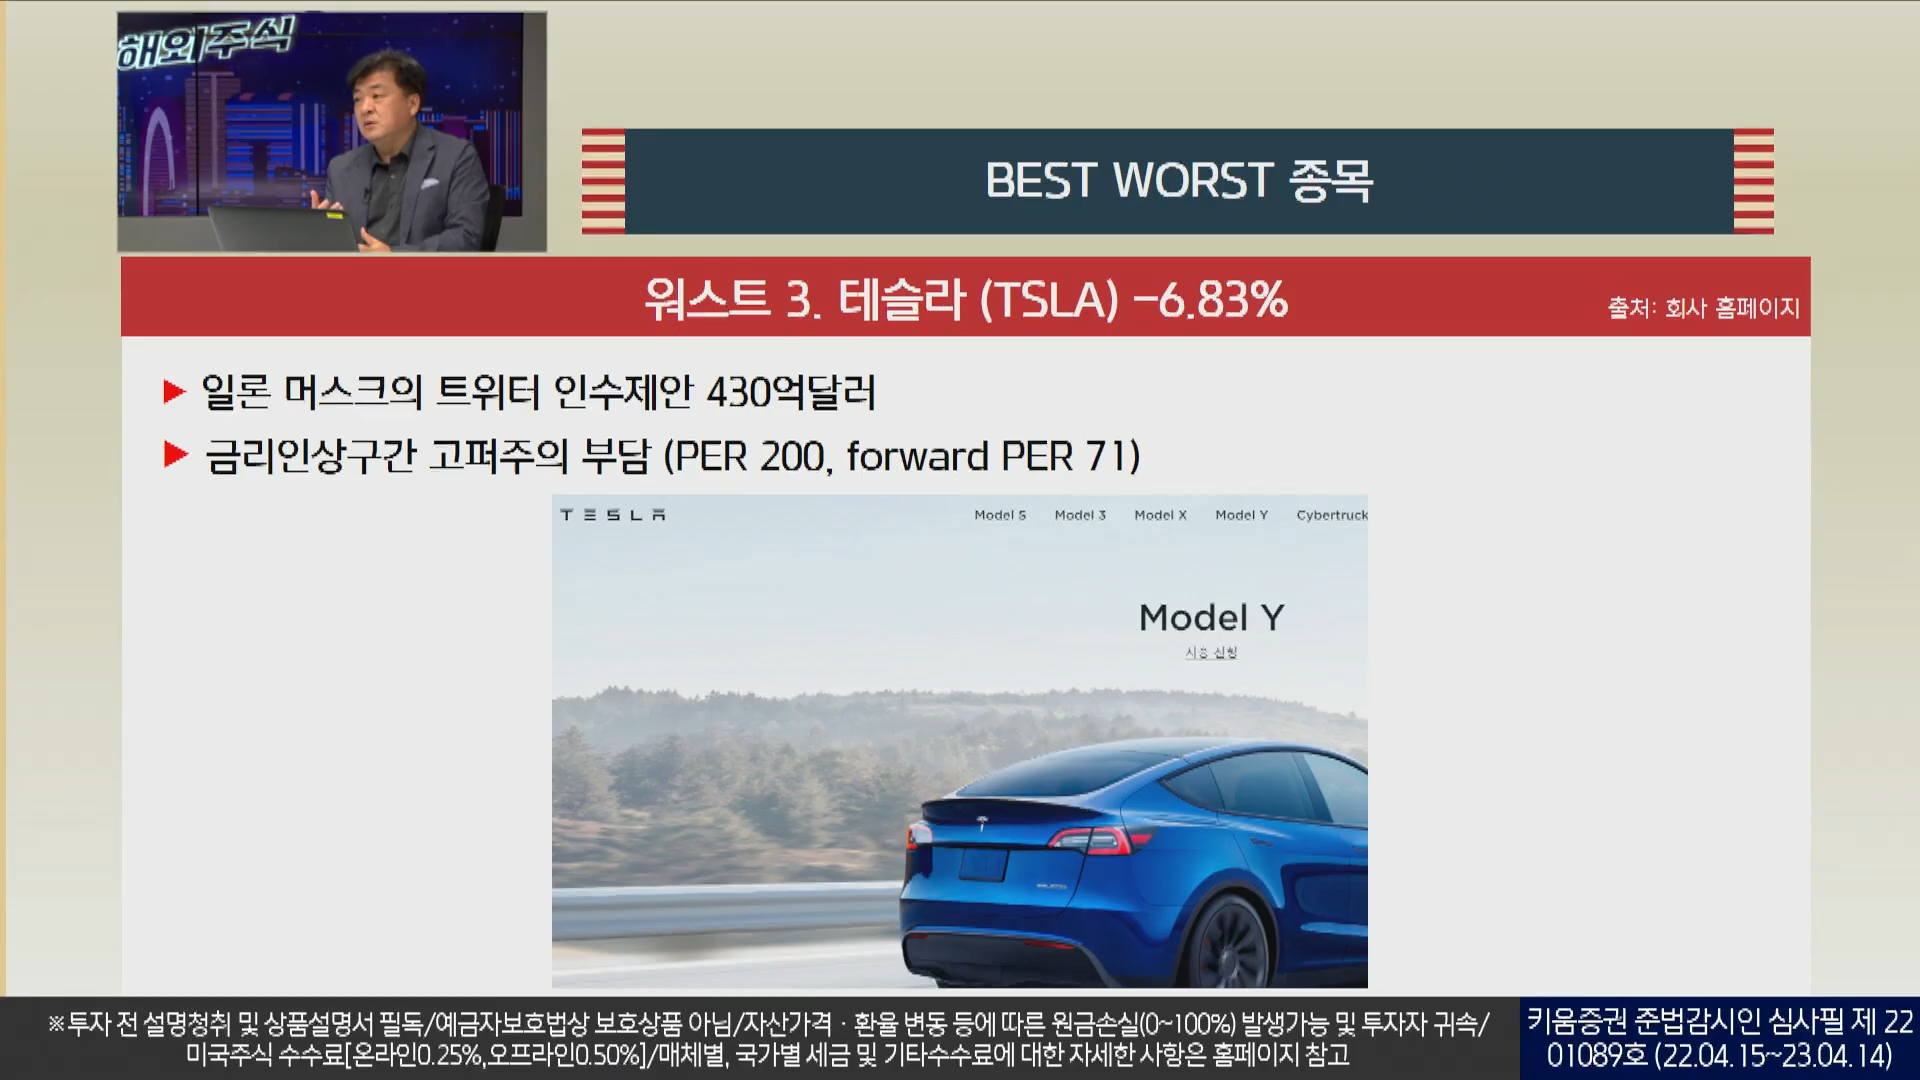 해외주식
BEST WORST 종목
워스트 3. 테슬라 (TSLA) -6.83%
출처: 회사 홈페이지
▶ 일론 머스크의 트위터 인수제안 430억달러
▶ 금리인상구간 고퍼주의 부담 (PER 200, forward PER 71)
TESLA
Model S Model 3 Model X Model Y Cybertruck
Model Y
시승 신청
※투자 전 설명청취 및 상품설명서 필독/예금자보호법상 보호상품 아님/자산가격·환율 변동 등에 따른 원금손실(0~100%) 발생가능 및 투자자 귀속/
미국주식 수수료[온라인0.25%,오프라인0.50%]/매체별, 국가별 세금 및 기타수수료에 대한 자세한 사항은 홈페이지 참고
키움증권 준법감시인 심사필 제 22
01089호 (22.04.15~23.04.14)